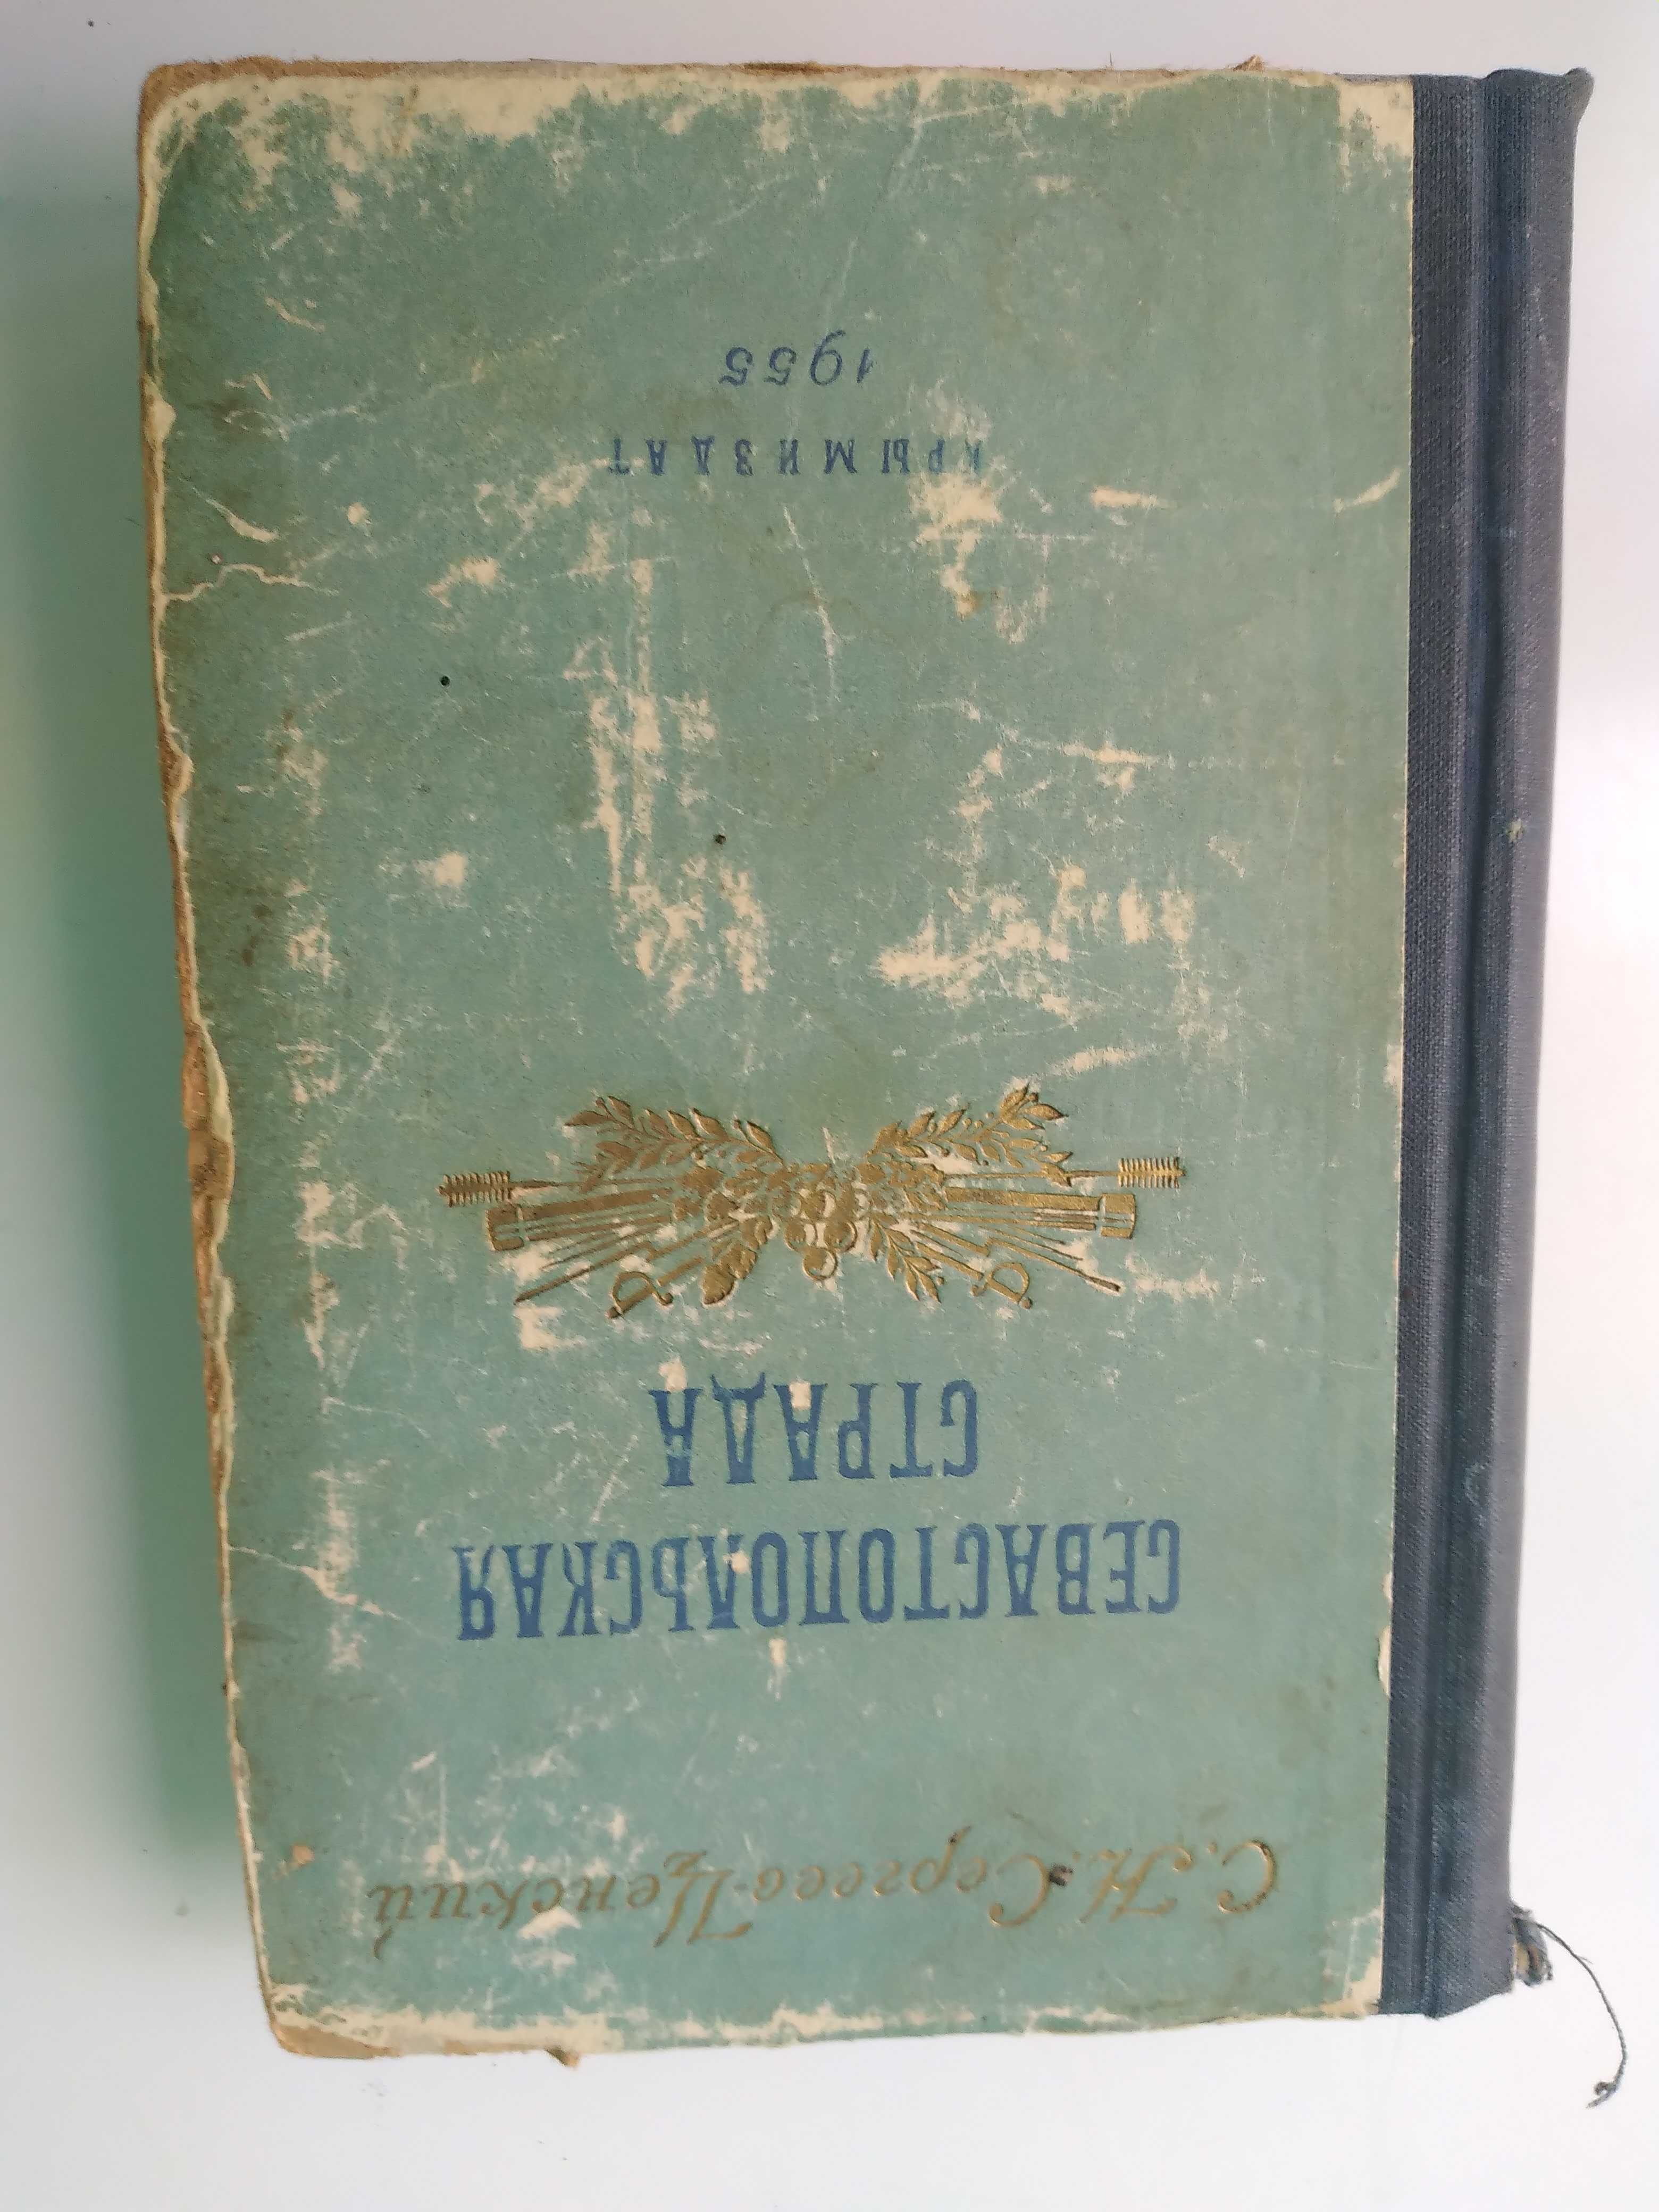 С. Н. Сергеев-Ценский
СЕВАСТОПОЛЬСКАЯ
СТРАДА
КРЫМИЗДАТ
1955